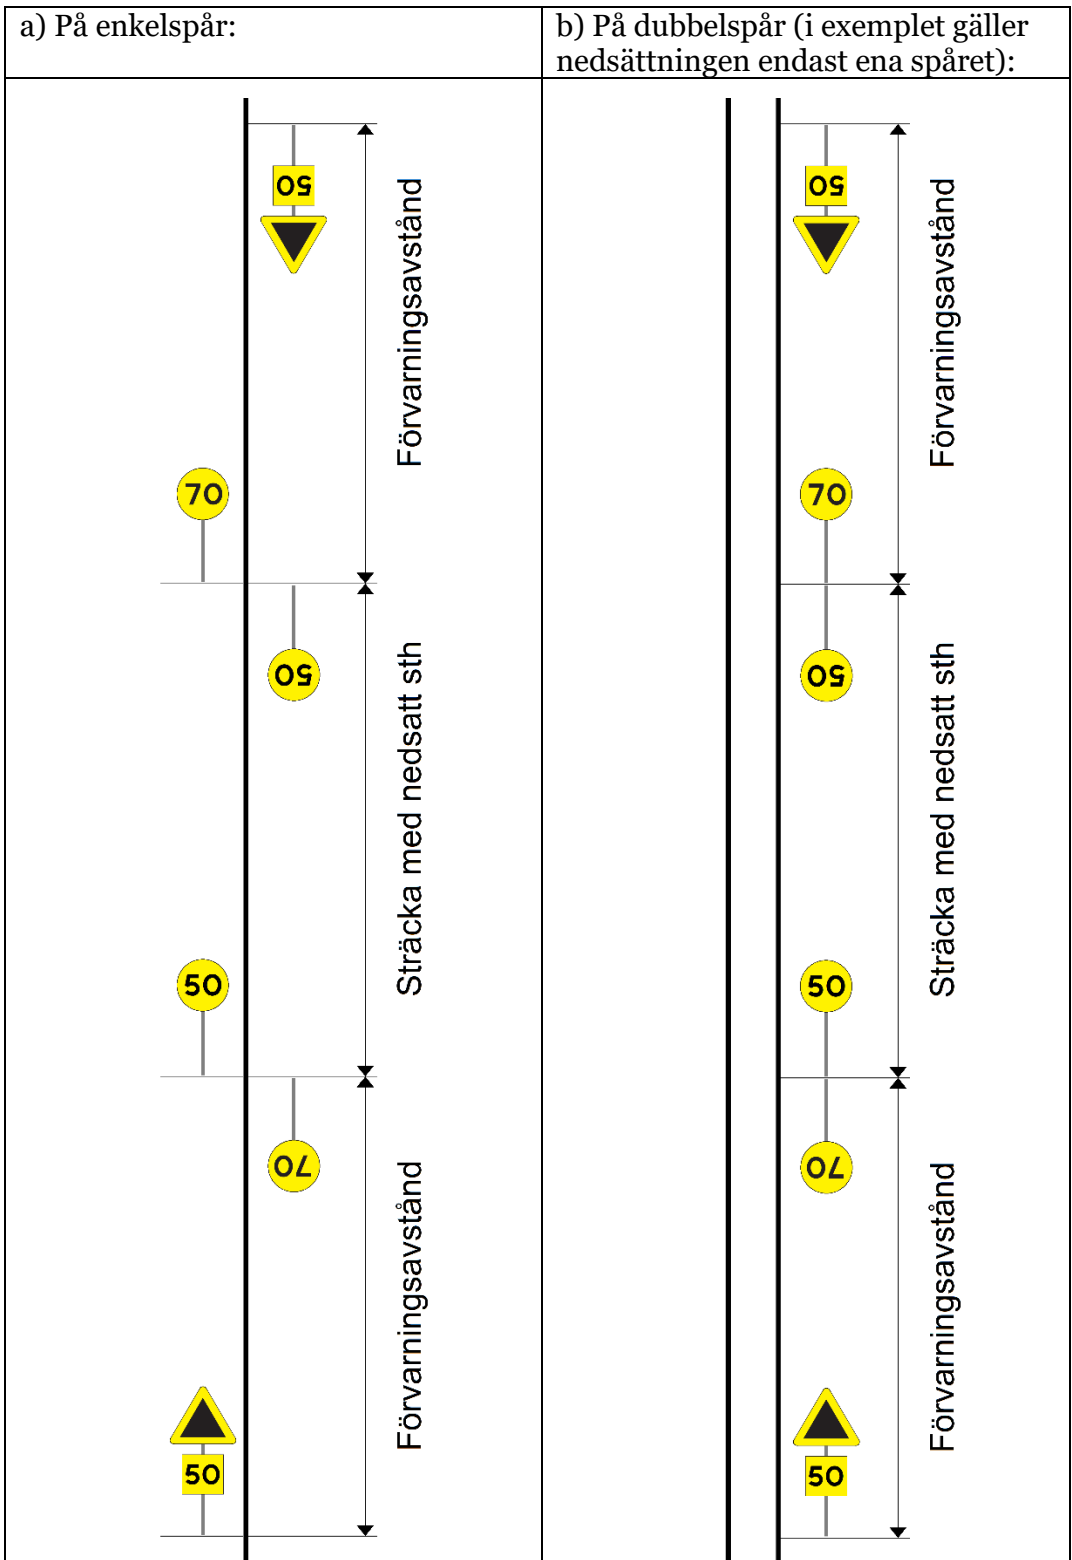 a) På enkelspår:
b) På dubbelspår (i exemplet gäller
nedsättningen endast ena spåret):
50
Förvarningsavstånd
70
50
Sträcka med nedsatt sth
50
70
Förvarningsavstånd
50
50
Förvarningsavstånd
70
50
Sträcka med nedsatt sth
50
70
Förvarningsavstånd
50